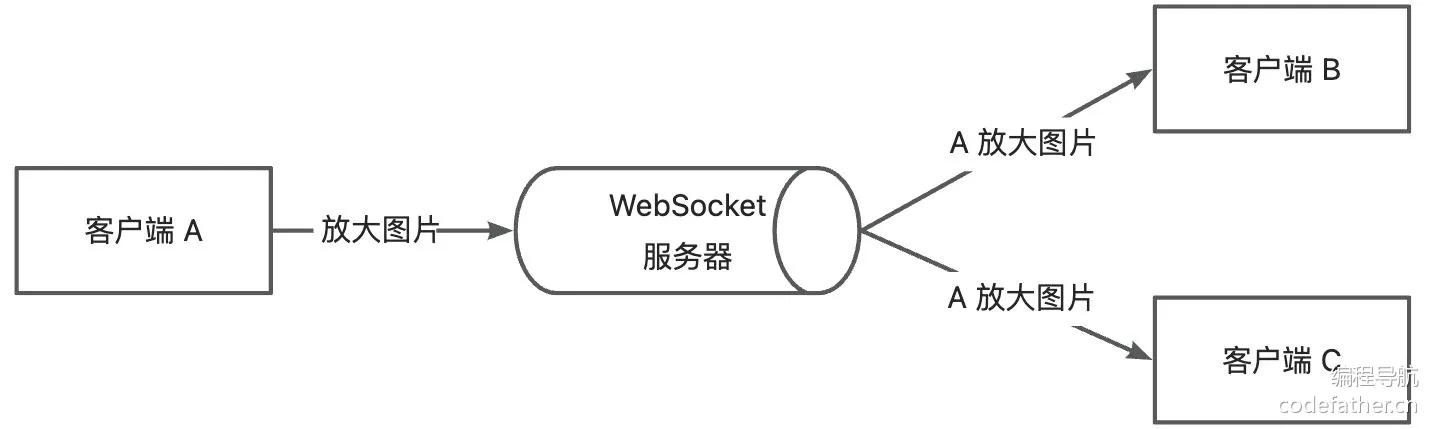 客户端 A
放大图片
WebSocket
服务器
A 放大图片
客户端 B
A 放大图片
客户端 C
编程导航
codefather.cn